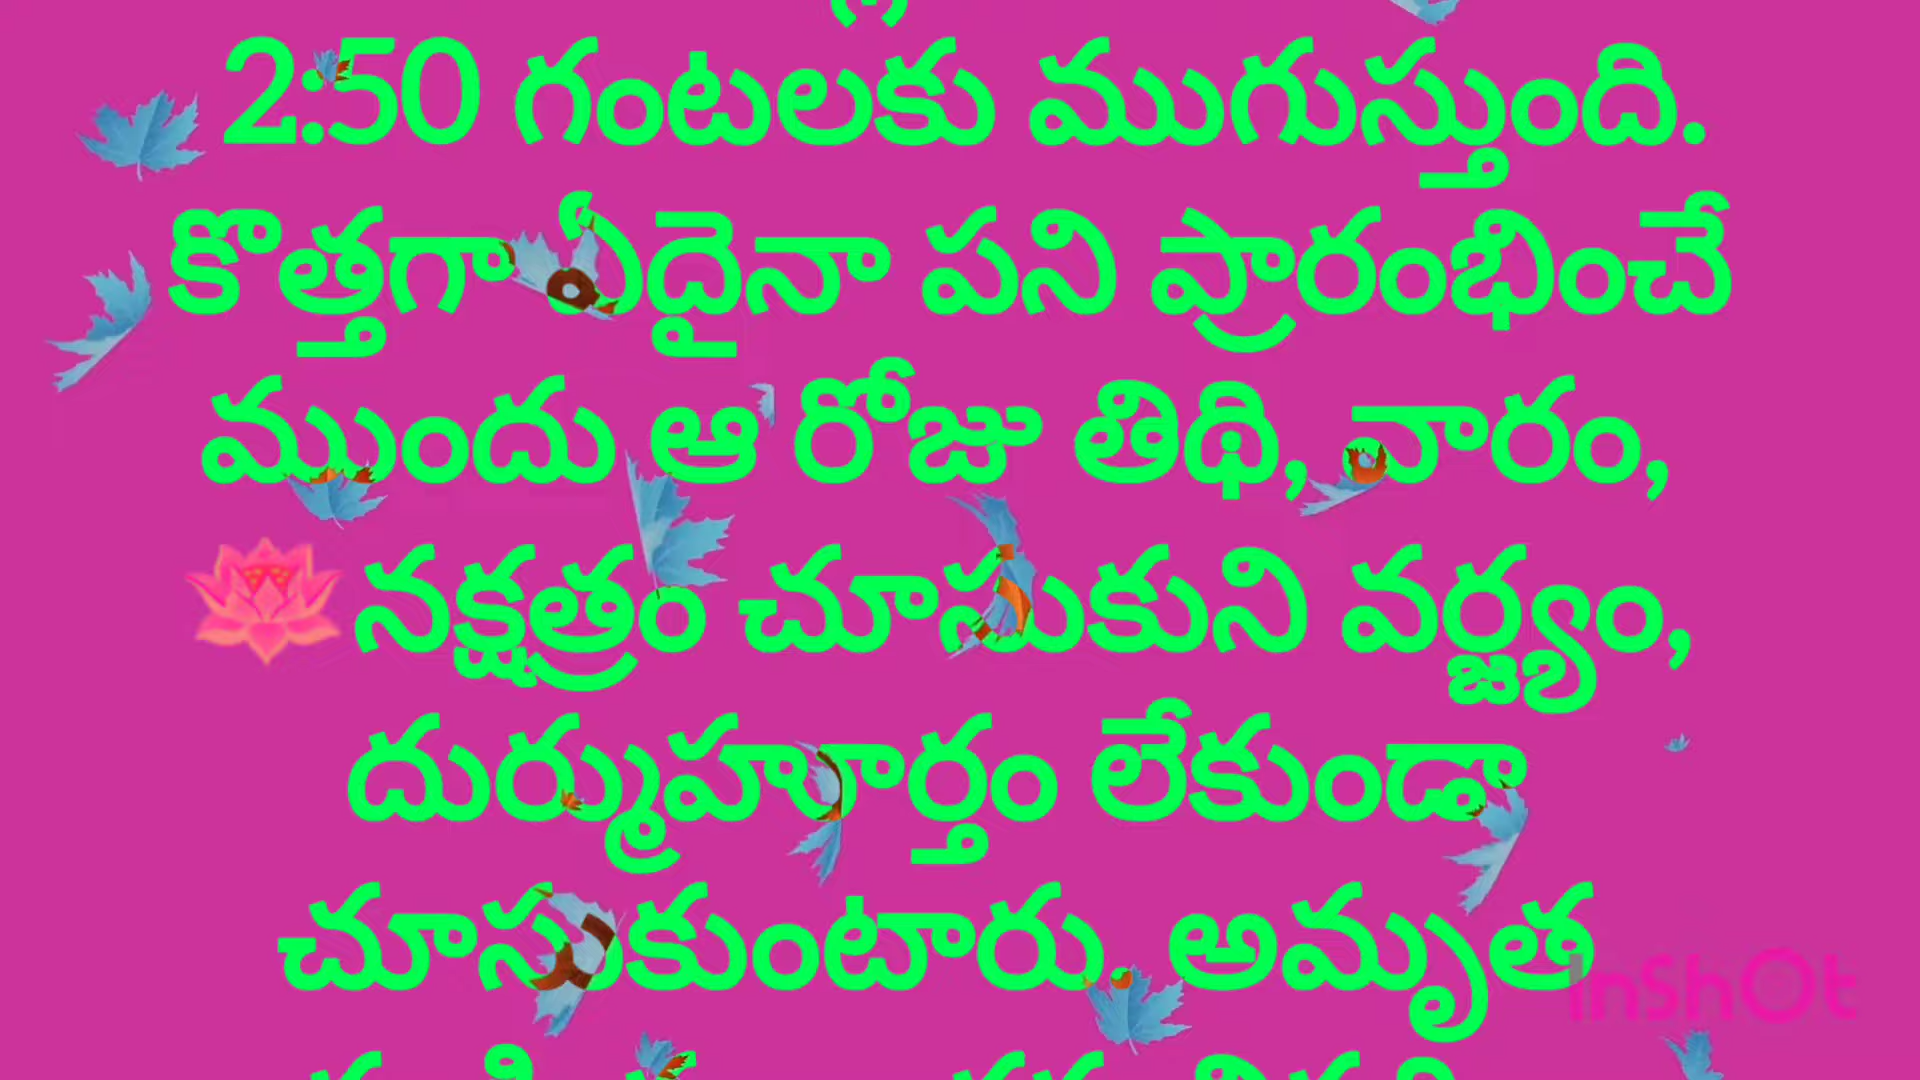 2:50 గంటలకు ముగుస్తుంది.
కొత్తగా ఏదైనా పని ప్రారంభించే
ముందు ఆ రోజు తిథి, వారం,
నక్షత్రం చూసుకుని వర్జ్యం,
దుర్ముహూర్తం లేకుండా
చూసుకుంటారు. అమృత
InShOt